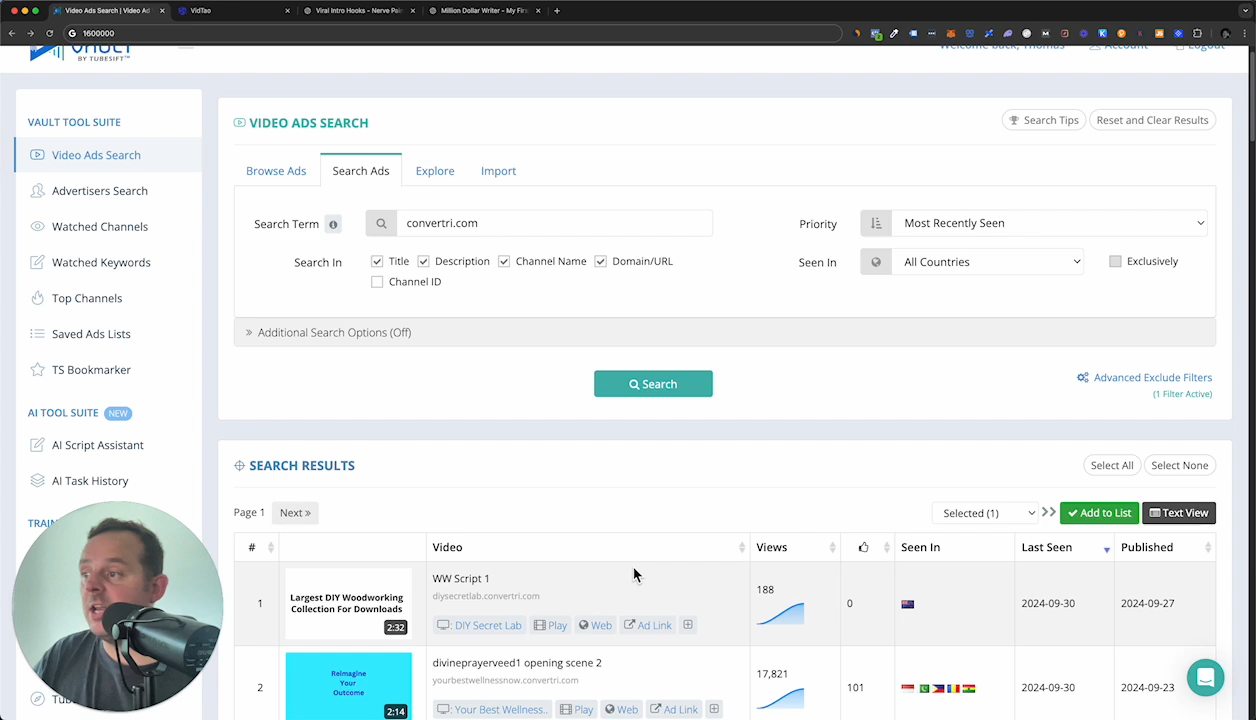 Video Ads Search | Video Ad
VidTao
Viral Intro Hooks - Nerve Pai
Million Dollar Writer - My Fir
1600000
VAULT
BY TUBESIFT™
Welcome back, Thomas
Account
Logout
VAULT TOOL SUITE
Video Ads Search
Advertisers Search
Watched Channels
Watched Keywords
Top Channels
Saved Ads Lists
TS Bookmarker
AI TOOL SUITE NEW
AI Script Assistant
AI Task History
TRAIN
Tub
VIDEO ADS SEARCH
Search Tips
Reset and Clear Results
Browse Ads
Search Ads
Explore
Import
Search Term
convertri.com
Priority
Most Recently Seen
Search In
Title
Description
Channel Name
Domain/URL
Channel ID
Seen In
All Countries
Exclusively
» Additional Search Options (Off)
Search
Advanced Exclude Filters
(1 Filter Active)
SEARCH RESULTS
Select All
Select None
Page 1
Next »
Selected (1)
Add to List
Text View
#
Video
Views
Seen In
Last Seen
Published
1
Largest DIY Woodworking
Collection For Downloads
2:32
WW Script 1
diysecretlab.convertri.com
: DIY Secret Lab
Play
Web
Ad Link
188
0
2024-09-30
2024-09-27
2
Reimagine
Your
Outcome
2:14
divineprayerveed1 opening scene 2
yourbestwellnessnow.convertri.com
: Your Best Wellness..
Play
Web
Ad Link
17,821
101
2024-09-30
2024-09-23